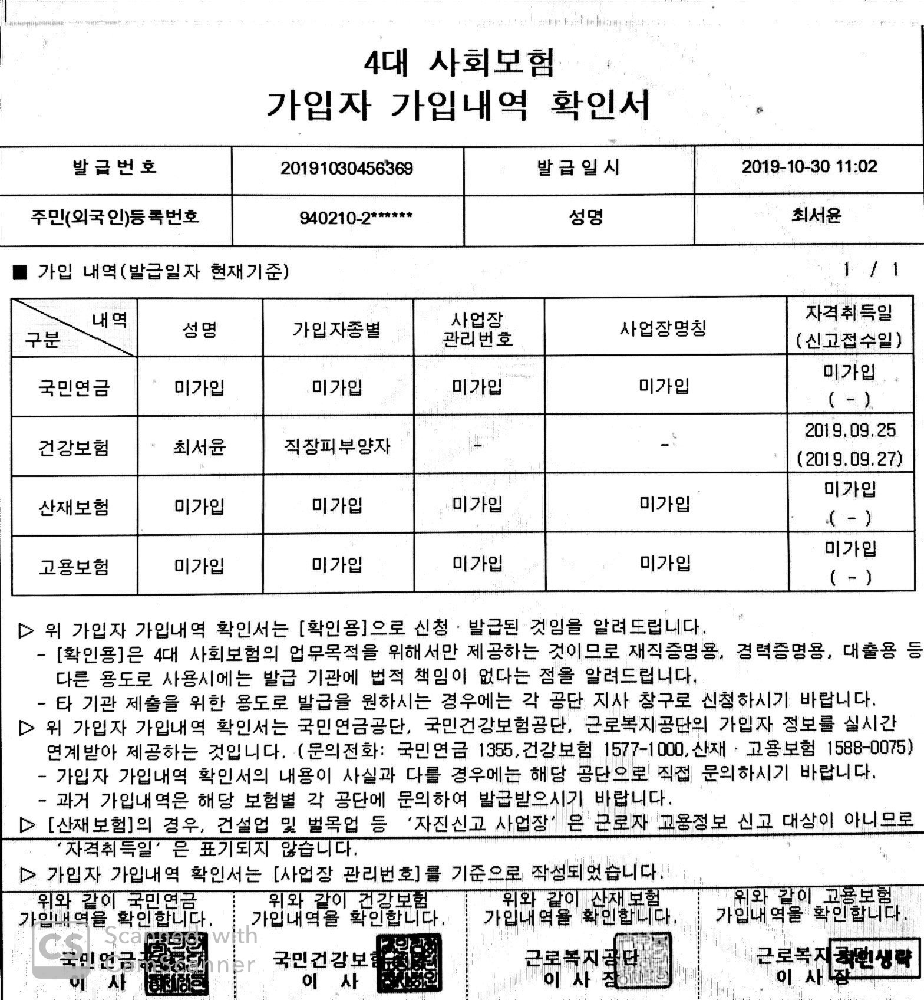 4대 사회보험
가입자 가입내역 확인서
발급번호 20191030456369 발급일시 2019-10-30 11:02
주민(외국인)등록번호 940210-2****** 성명 최서윤
■ 가입 내역(발급일자 현재기준) 1 / 1
내역
구분
성명 가입자종별 사업장 관리번호 사업장명칭 자격취득일 (신고접수일)
국민연금 미가입 미가입 미가입 미가입 미가입 ( - )
건강보험 최서윤 직장피부양자 - - 2019.09.25 (2019.09.27)
산재보험 미가입 미가입 미가입 미가입 미가입 ( - )
고용보험 미가입 미가입 미가입 미가입 미가입 ( - )
▷ 위 가입자 가입내역 확인서는 [확인용]으로 신청·발급된 것임을 알려드립니다.
- [확인용]은 4대 사회보험의 업무목적을 위해서만 제공하는 것이므로 재직증명용, 경력증명용, 대출용 등
다른 용도로 사용시에는 발급 기관에 법적 책임이 없다는 점을 알려드립니다.
- 타 기관 제출을 위한 용도로 발급을 원하시는 경우에는 각 공단 지사 창구로 신청하시기 바랍니다.
▷ 위 가입자 가입내역 확인서는 국민연금공단, 국민건강보험공단, 근로복지공단의 가입자 정보를 실시간
연계받아 제공하는 것입니다. (문의전화: 국민연금 1355,건강보험 1577-1000,산재·고용보험 1588-0075)
- 가입자 가입내역 확인서의 내용이 사실과 다를 경우에는 해당 공단으로 직접 문의하시기 바랍니다.
- 과거 가입내역은 해당 보험별 각 공단에 문의하여 발급받으시기 바랍니다.
▷ [산재보험]의 경우, 건설업 및 벌목업 등 '자진신고 사업장' 은 근로자 고용정보 신고 대상이 아니므로
'자격취득일' 은 표기되지 않습니다.
▷ 가입자 가입내역 확인서는 [사업장 관리번호]를 기준으로 작성되었습니다.
위와 같이 국민연금 위와 같이 건강보험 위와 같이 산재보험 위와 같이 고용보험
가입내역을 확인합니다. 가입내역을 확인합니다. 가입내역을 확인합니다. 가입내역을 확인합니다.
Scanned with
CS
국민연금 국민건강보험 근로복지공단 근로복지공단 직인생략
CamScanner
이 사 이 사 이 사 장 이 사 장